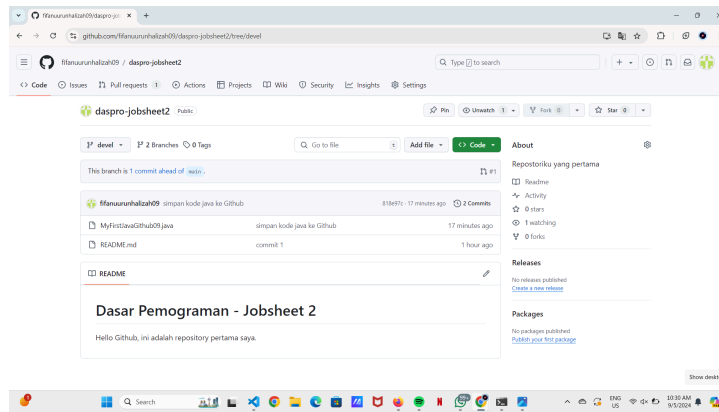 fifanuurunhalizah09/daspro-jo
github.com/fifanuurunhalizah09/daspro-jobsheet2/tree/devel
fifanuurunhalizah09 / daspro-jobsheet2
Type / to search
Code
Issues
Pull requests 1
Actions
Projects
Wiki
Security
Insights
Settings
daspro-jobsheet2 Public
Pin
Unwatch 1
Fork 0
Star 0
devel
2 Branches
0 Tags
Go to file
t
Add file
Code
This branch is 1 commit ahead of main.
#1
fifanuurunhalizah09 simpan kode java ke Github
818e97c · 17 minutes ago
2 Commits
MyFirstJavaGithub09.java
simpan kode java ke Github
17 minutes ago
README.md
commit 1
1 hour ago
README
Dasar Pemograman - Jobsheet 2
Hello Github, ini adalah repository pertama saya.
About
Repostoriku yang pertama
Readme
Activity
0 stars
1 watching
0 forks
Releases
No releases published
Create a new release
Packages
No packages published
Publish your first package
Show deskt
Search
ENG
US
10:30 AM
9/5/2024